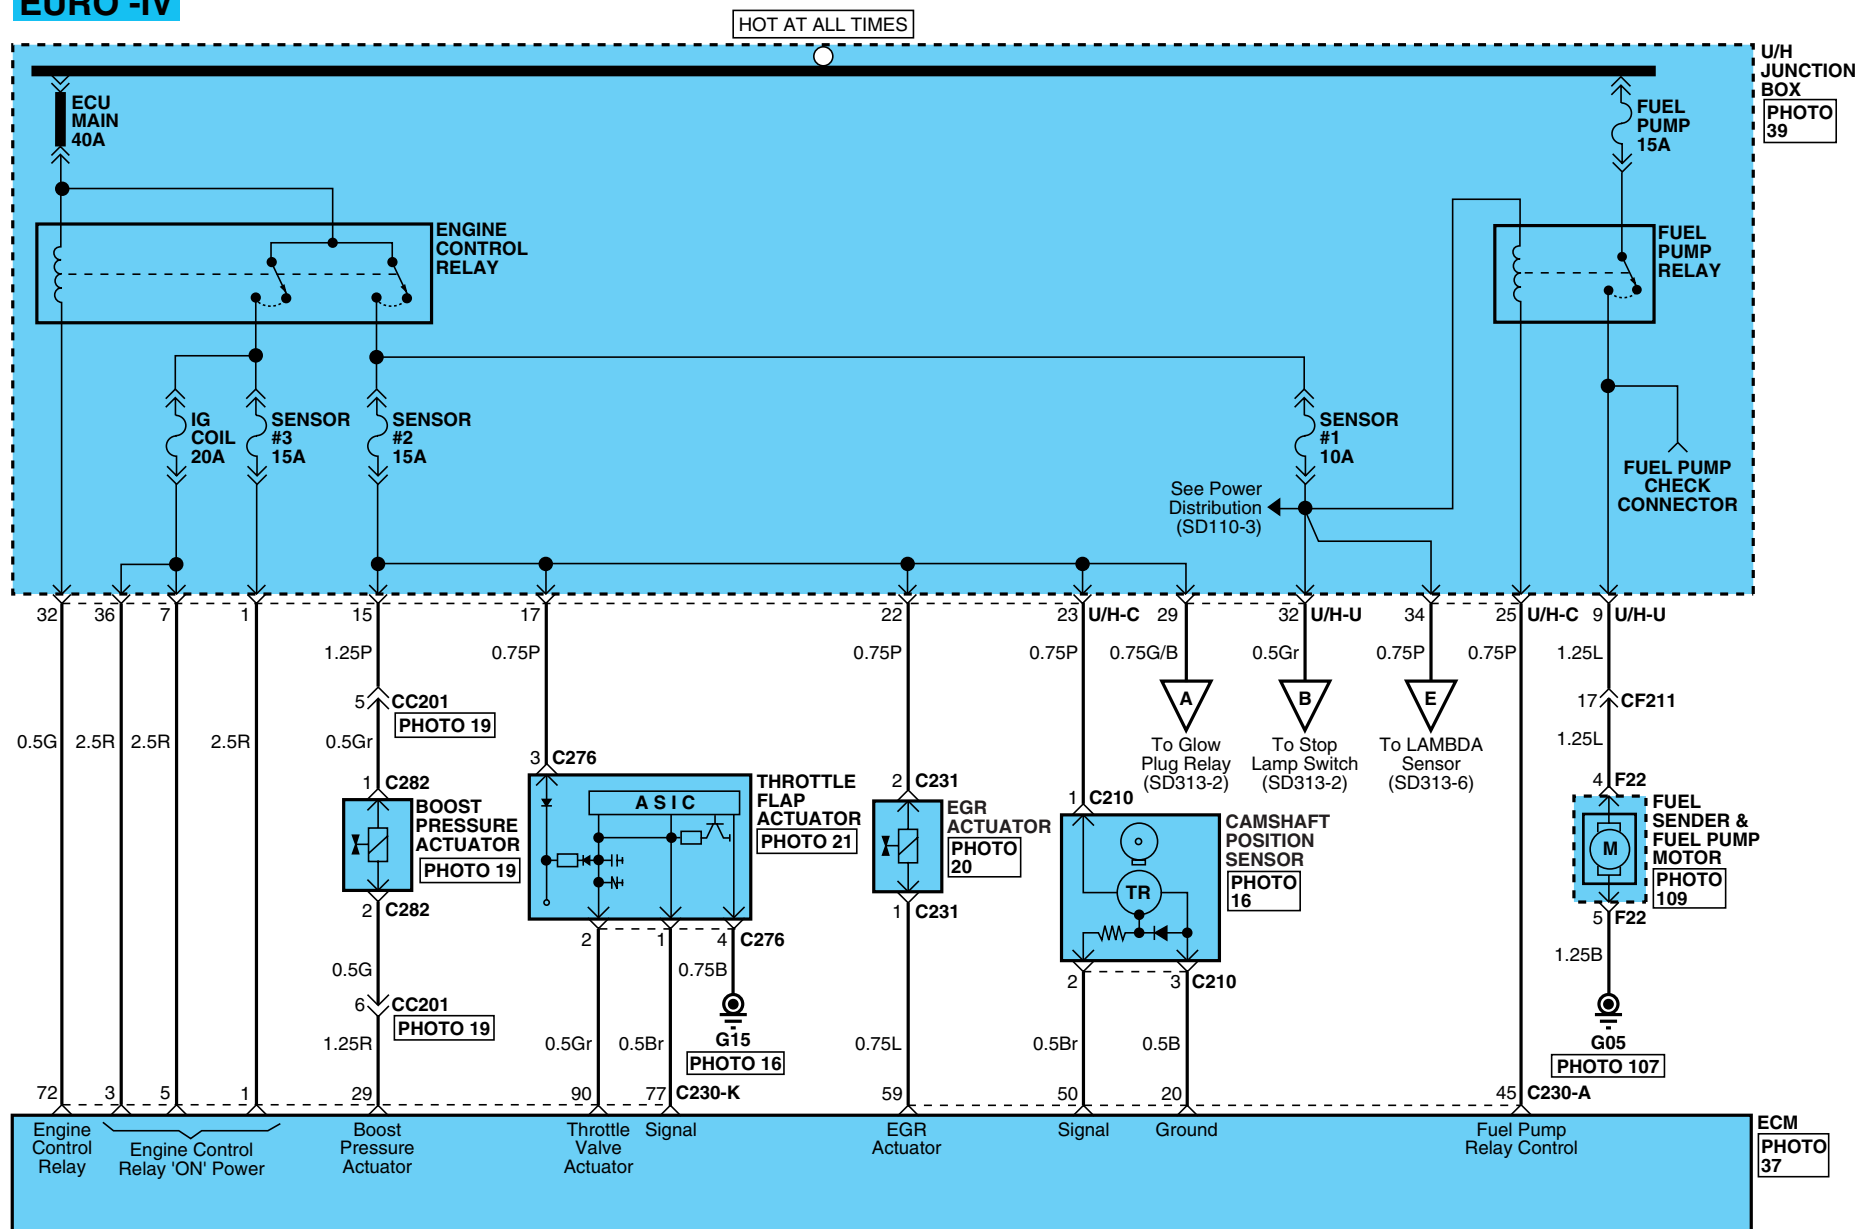 EURO -IV
HOT AT ALL TIMES
U/H
JUNCTION
BOX
PHOTO
39
ECU
MAIN
40A
FUEL
PUMP
15A
ENGINE
CONTROL
RELAY
FUEL
PUMP
RELAY
IG
COIL
20A
SENSOR
#3
15A
SENSOR
#2
15A
SENSOR
#1
10A
See Power
Distribution
(SD110-3)
FUEL PUMP
CHECK
CONNECTOR
32 36 7 1 15 17 22 23 U/H-C 29 32 U/H-U 34 25 U/H-C 9 U/H-U
1.25P 0.75P 0.75P 0.75P 0.75G/B 0.5Gr 0.75P 0.75P 1.25L
5 CC201
PHOTO 19
17 CF211
A
B
E
To Glow
Plug Relay
(SD313-2)
To Stop
Lamp Switch
(SD313-2)
To LAMBDA
Sensor
(SD313-6)
0.5G 2.5R 2.5R 2.5R 0.5Gr 1.25L
1 C282
BOOST
PRESSURE
ACTUATOR
PHOTO 19
2 C282
3 C276
ASIC
THROTTLE
FLAP
ACTUATOR
PHOTO 21
2 1 4 C276
2 C231
EGR
ACTUATOR
PHOTO
20
1 C231
1 C210
TR
CAMSHAFT
POSITION
SENSOR
PHOTO
16
2 3 C210
4 F22
M
FUEL
SENDER &
FUEL PUMP
MOTOR
PHOTO
109
5 F22
0.5G 0.75B 1.25B
6 CC201
PHOTO 19
G15
PHOTO 16
G05
PHOTO 107
1.25R 0.5Gr 0.5Br 0.75L 0.5Br 0.5B
72 3 5 1 29 90 77 C230-K 59 50 20 45 C230-A
ECM
PHOTO
37
Engine
Control
Relay
Engine Control
Relay 'ON' Power
Boost
Pressure
Actuator
Throttle
Valve
Actuator
Signal
EGR
Actuator
Signal
Ground
Fuel Pump
Relay Control